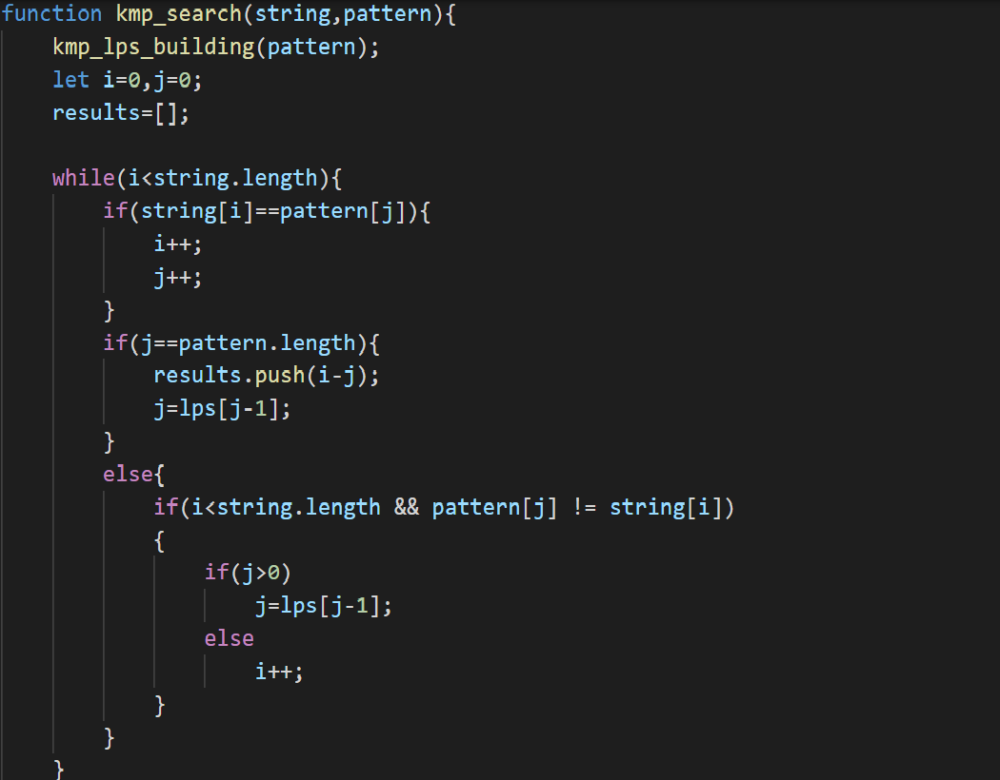 function kmp_search(string,pattern){
    kmp_lps_building(pattern);
    let i=0,j=0;
    results=[];

    while(i<string.length){
        if(string[i]==pattern[j]){
            i++;
            j++;
        }
        if(j==pattern.length){
            results.push(i-j);
            j=lps[j-1];
        }
        else{
            if(i<string.length && pattern[j] != string[i])
            {
                if(j>0)
                    j=lps[j-1];
                else
                    i++;
            }
        }
    }